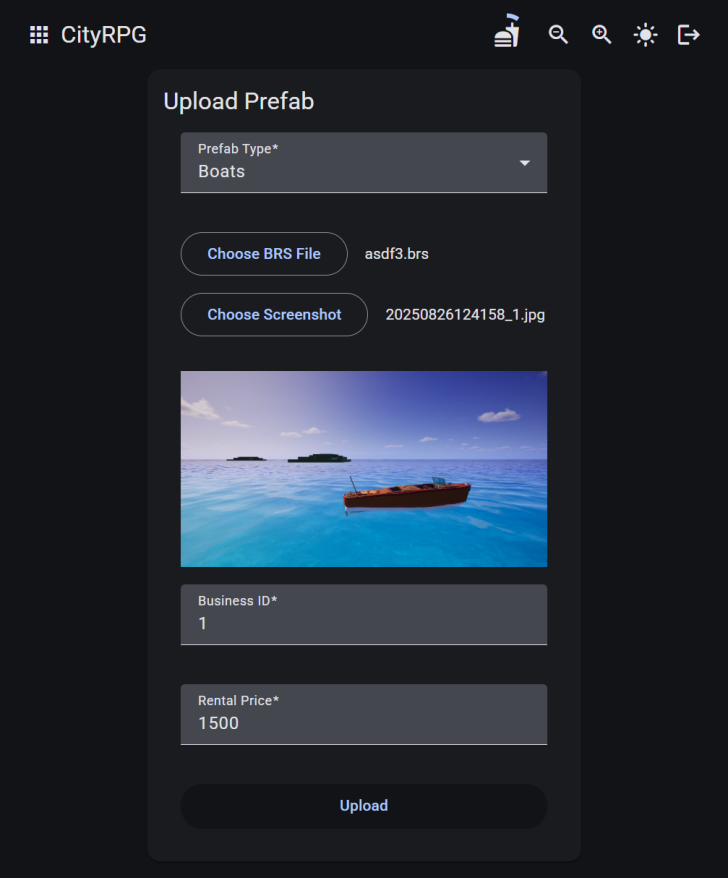 CityRPG
Upload Prefab
Prefab Type*
Boats
Choose BRS File
asdf3.brs
Choose Screenshot
20250826124158_1.jpg
Business ID*
1
Rental Price*
1500
Upload